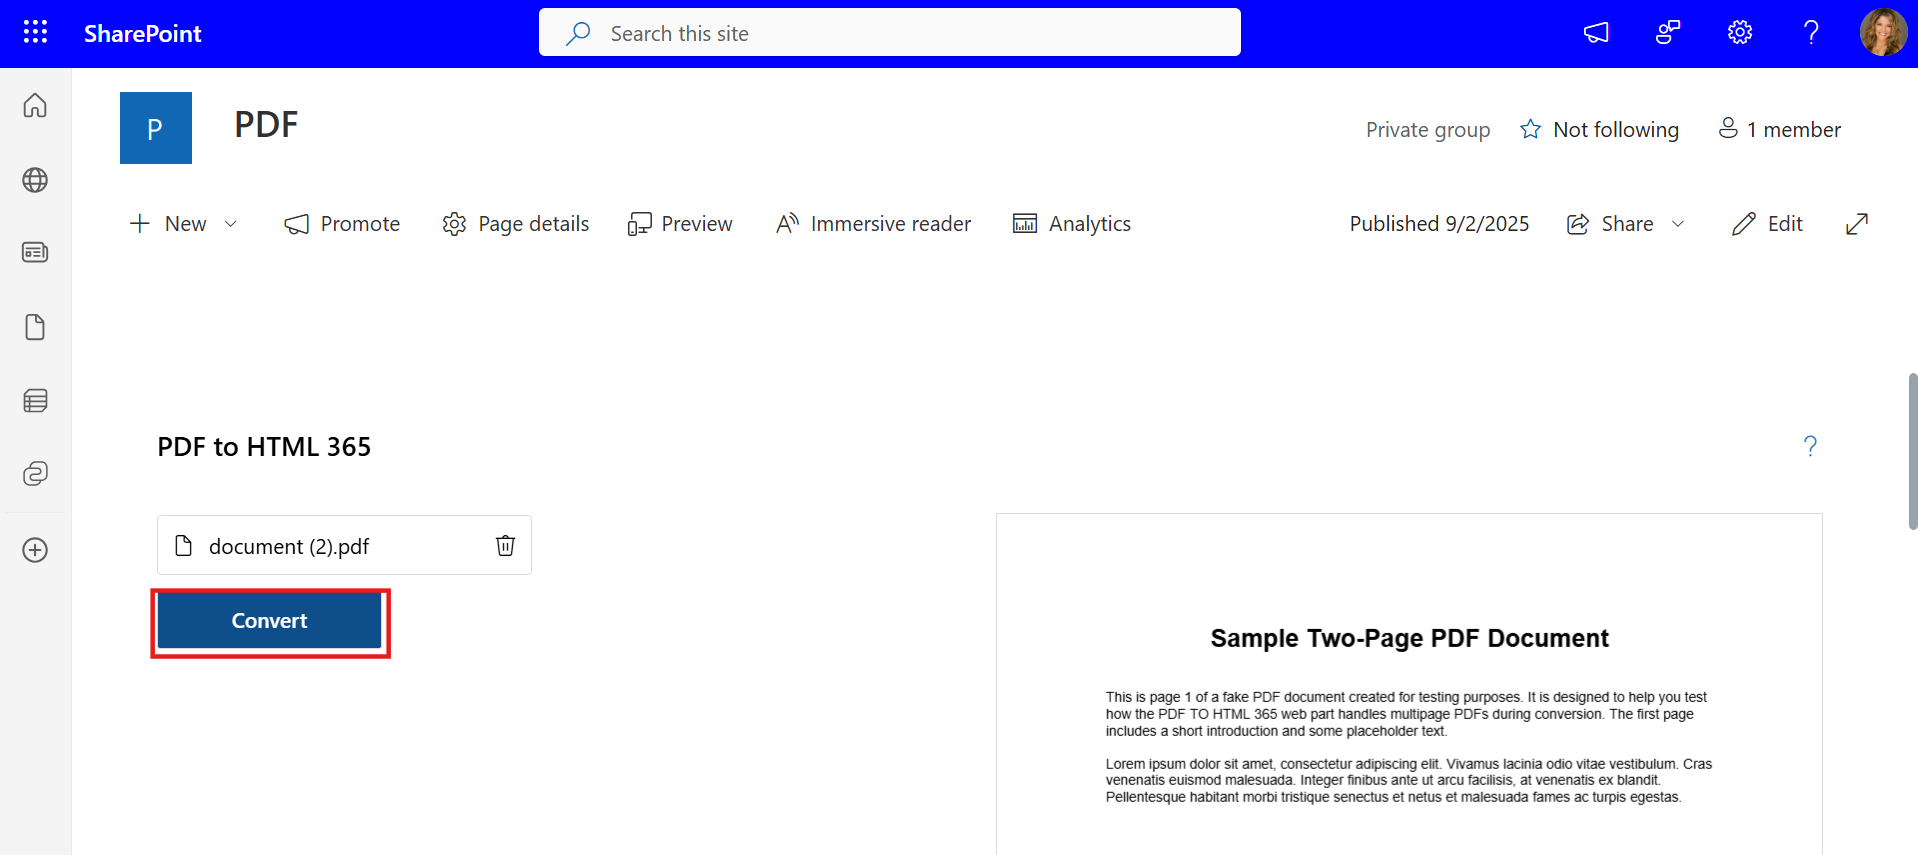 SharePoint
Search this site
P
PDF
Private group
Not following
1 member
New
Promote
Page details
Preview
Immersive reader
Analytics
Published 9/2/2025
Share
Edit
PDF to HTML 365
?
document (2).pdf
Convert
Sample Two-Page PDF Document
This is page 1 of a fake PDF document created for testing purposes. It is designed to help you test
how the PDF TO HTML 365 web part handles multipage PDFs during conversion. The first page
includes a short introduction and some placeholder text.
Lorem ipsum dolor sit amet, consectetur adipiscing elit. Vivamus lacinia odio vitae vestibulum. Cras
venenatis euismod malesuada. Integer finibus ante ut arcu facilisis, at venenatis ex blandit.
Pellentesque habitant morbi tristique senectus et netus et malesuada fames ac turpis egestas.